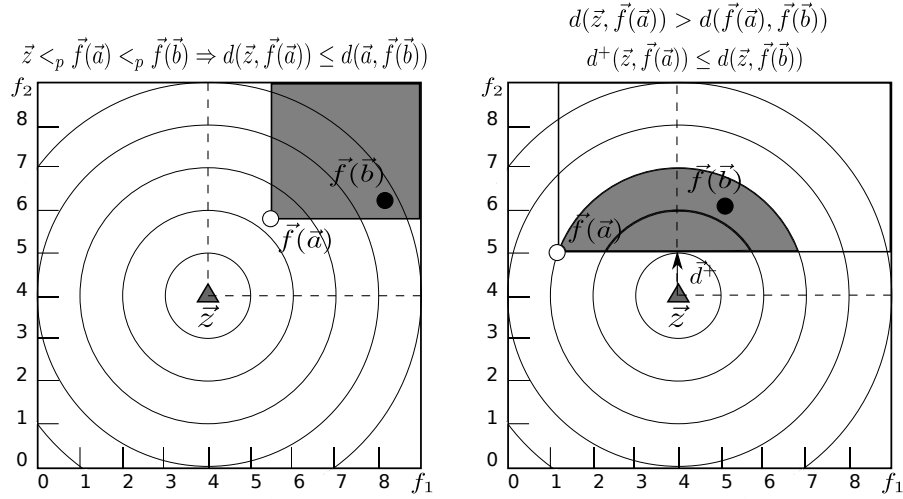 z⃗ <ₚ f⃗(a⃗) <ₚ f⃗(b⃗) ⇒ d(z⃗, f⃗(a⃗)) ≤ d(a⃗, f⃗(b⃗))
f₂
8
7
6
5
4
3
2
1
0
f⃗(b⃗)
f⃗(a⃗)
z⃗
0 1 2 3 4 5 6 7 8 f₁
d(z⃗, f⃗(a⃗)) > d(f⃗(a⃗), f⃗(b⃗))
d⁺(z⃗, f⃗(a⃗)) ≤ d(z⃗, f⃗(b⃗))
f₂
8
7
6
5
4
3
2
1
0
f⃗(b⃗)
f⃗(a⃗)
d⃗⁺
z⃗
0 1 2 3 4 5 6 7 8 f₁